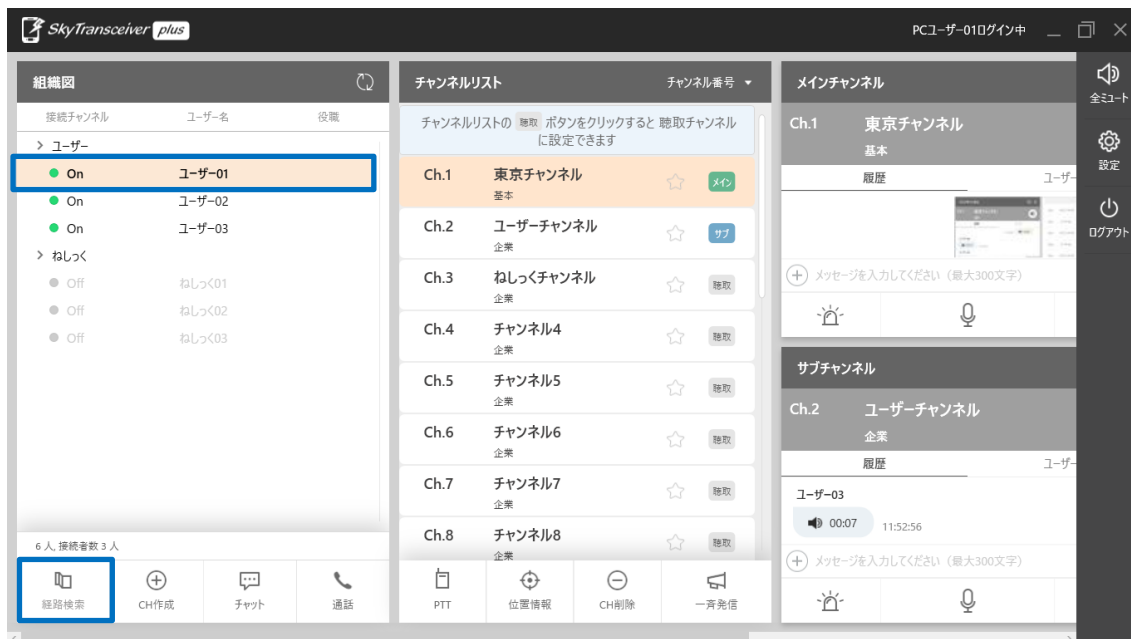 SkyTransceiver plus
PCユーザー01ログイン中
組織図
接続チャンネル ユーザー名 役職
ユーザー
On ユーザー01
On ユーザー02
On ユーザー03
ねしっく
Off ねしっく01
Off ねしっく02
Off ねしっく03
6 人, 接続者数 3 人
経路検索 CH作成 チャット 通話
チャンネルリスト チャンネル番号
チャンネルリストの 聴取 ボタンをクリックすると 聴取チャンネル
に設定できます
Ch.1 東京チャンネル メイン
基本
Ch.2 ユーザーチャンネル サブ
企業
Ch.3 ねしっくチャンネル 聴取
企業
Ch.4 チャンネル4 聴取
企業
Ch.5 チャンネル5 聴取
企業
Ch.6 チャンネル6 聴取
企業
Ch.7 チャンネル7 聴取
企業
Ch.8 チャンネル8 聴取
企業
PTT 位置情報 CH削除 一斉発信
メインチャンネル
Ch.1 東京チャンネル
基本
履歴 ユーザー
メッセージを入力してください（最大300文字）
サブチャンネル
Ch.2 ユーザーチャンネル
企業
履歴 ユーザー
ユーザー03
00:07 11:52:56
メッセージを入力してください（最大300文字）
全ミュート
設定
ログアウト